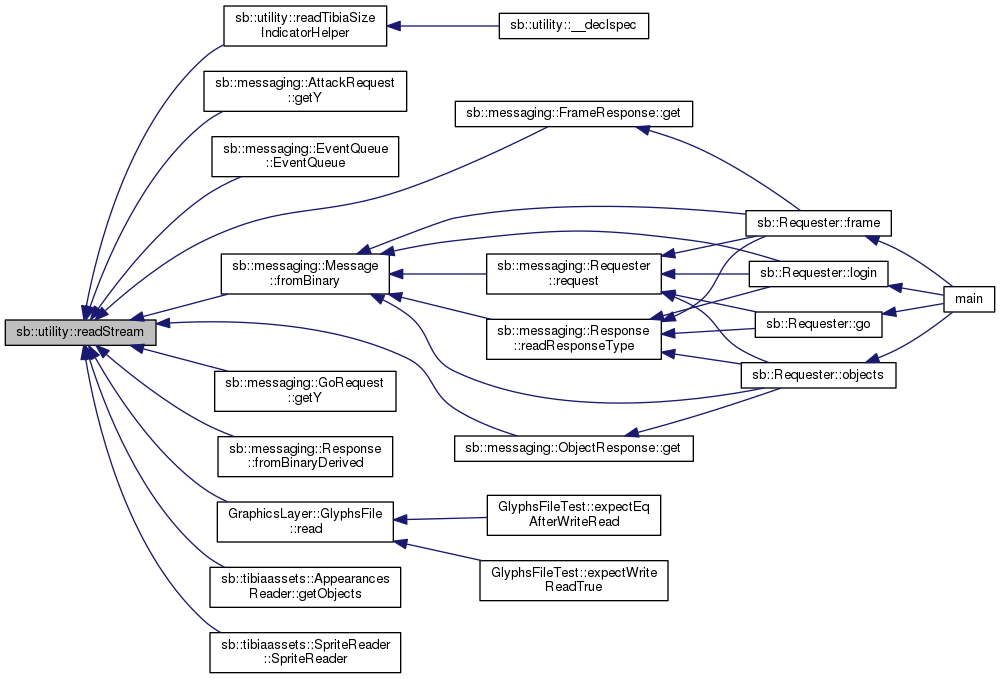 sb::utility::readTibiaSize
IndicatorHelper
sb::utility::__declspec
sb::messaging::AttackRequest
::getY
sb::messaging::FrameResponse::get
sb::messaging::EventQueue
::EventQueue
sb::Requester::frame
sb::messaging::Message
::fromBinary
sb::messaging::Requester
::request
sb::Requester::login
main
sb::utility::readStream
sb::messaging::Response
::readResponseType
sb::Requester::go
sb::Requester::objects
sb::messaging::GoRequest
::getY
sb::messaging::Response
::fromBinaryDerived
sb::messaging::ObjectResponse::get
GraphicsLayer::GlyphsFile
::read
GlyphsFileTest::expectEq
AfterWriteRead
GlyphsFileTest::expectWrite
ReadTrue
sb::tibiaassets::Appearances
Reader::getObjects
sb::tibiaassets::SpriteReader
::SpriteReader